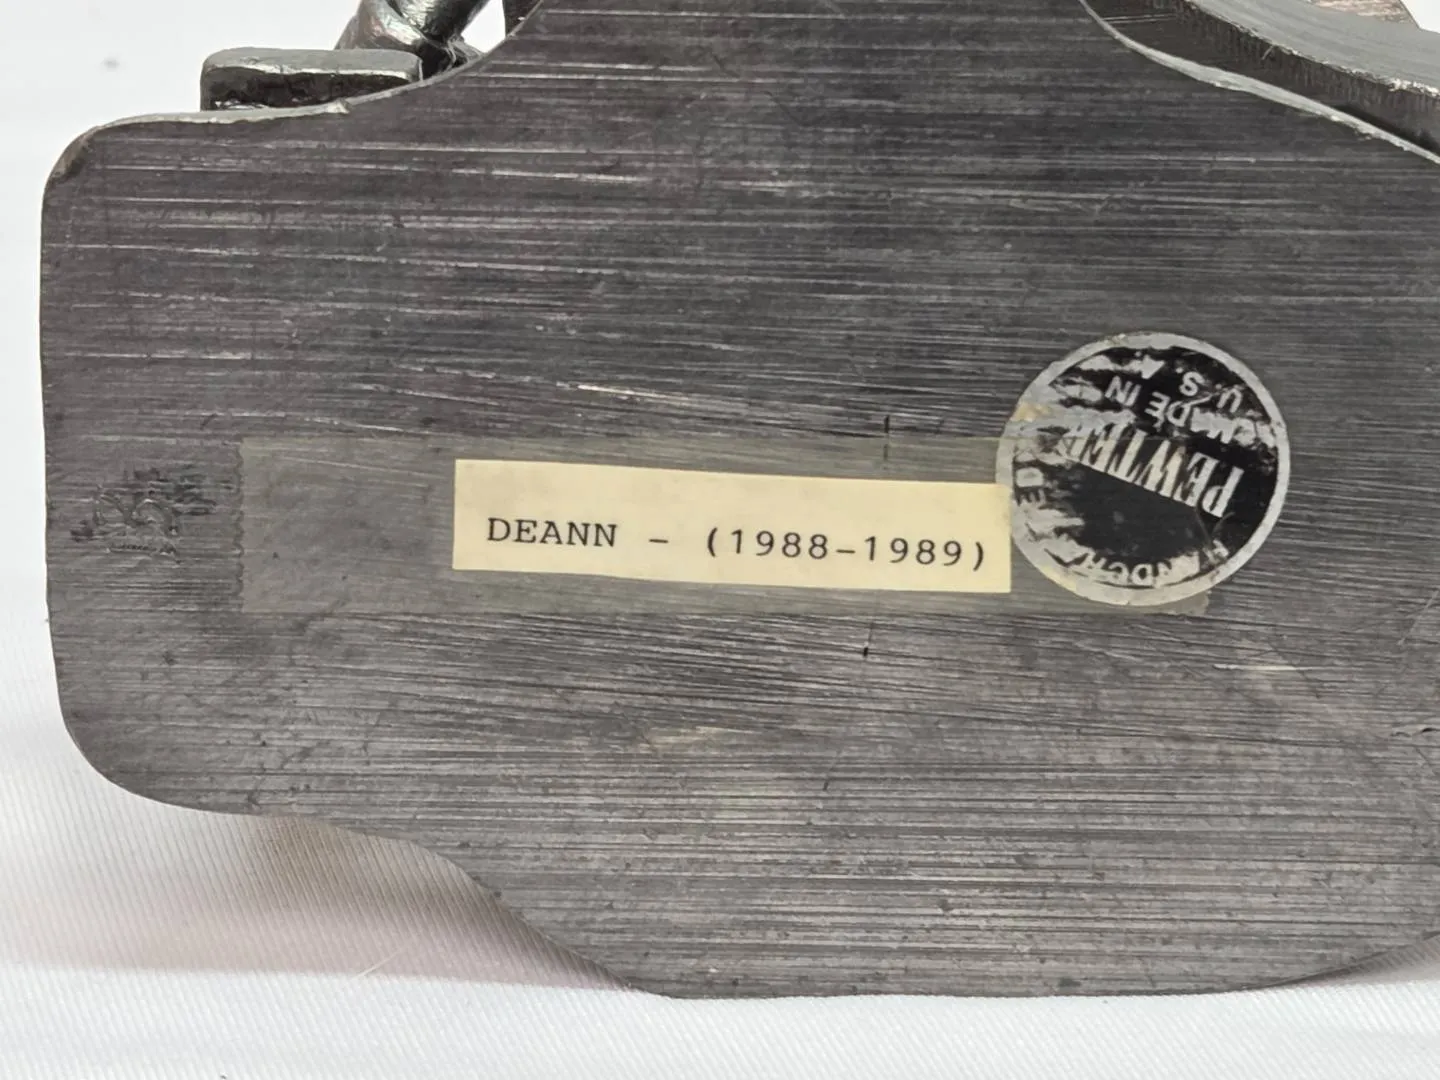 DEANN - (1988-1989)
PEWTER
MADE IN
U.S.A.